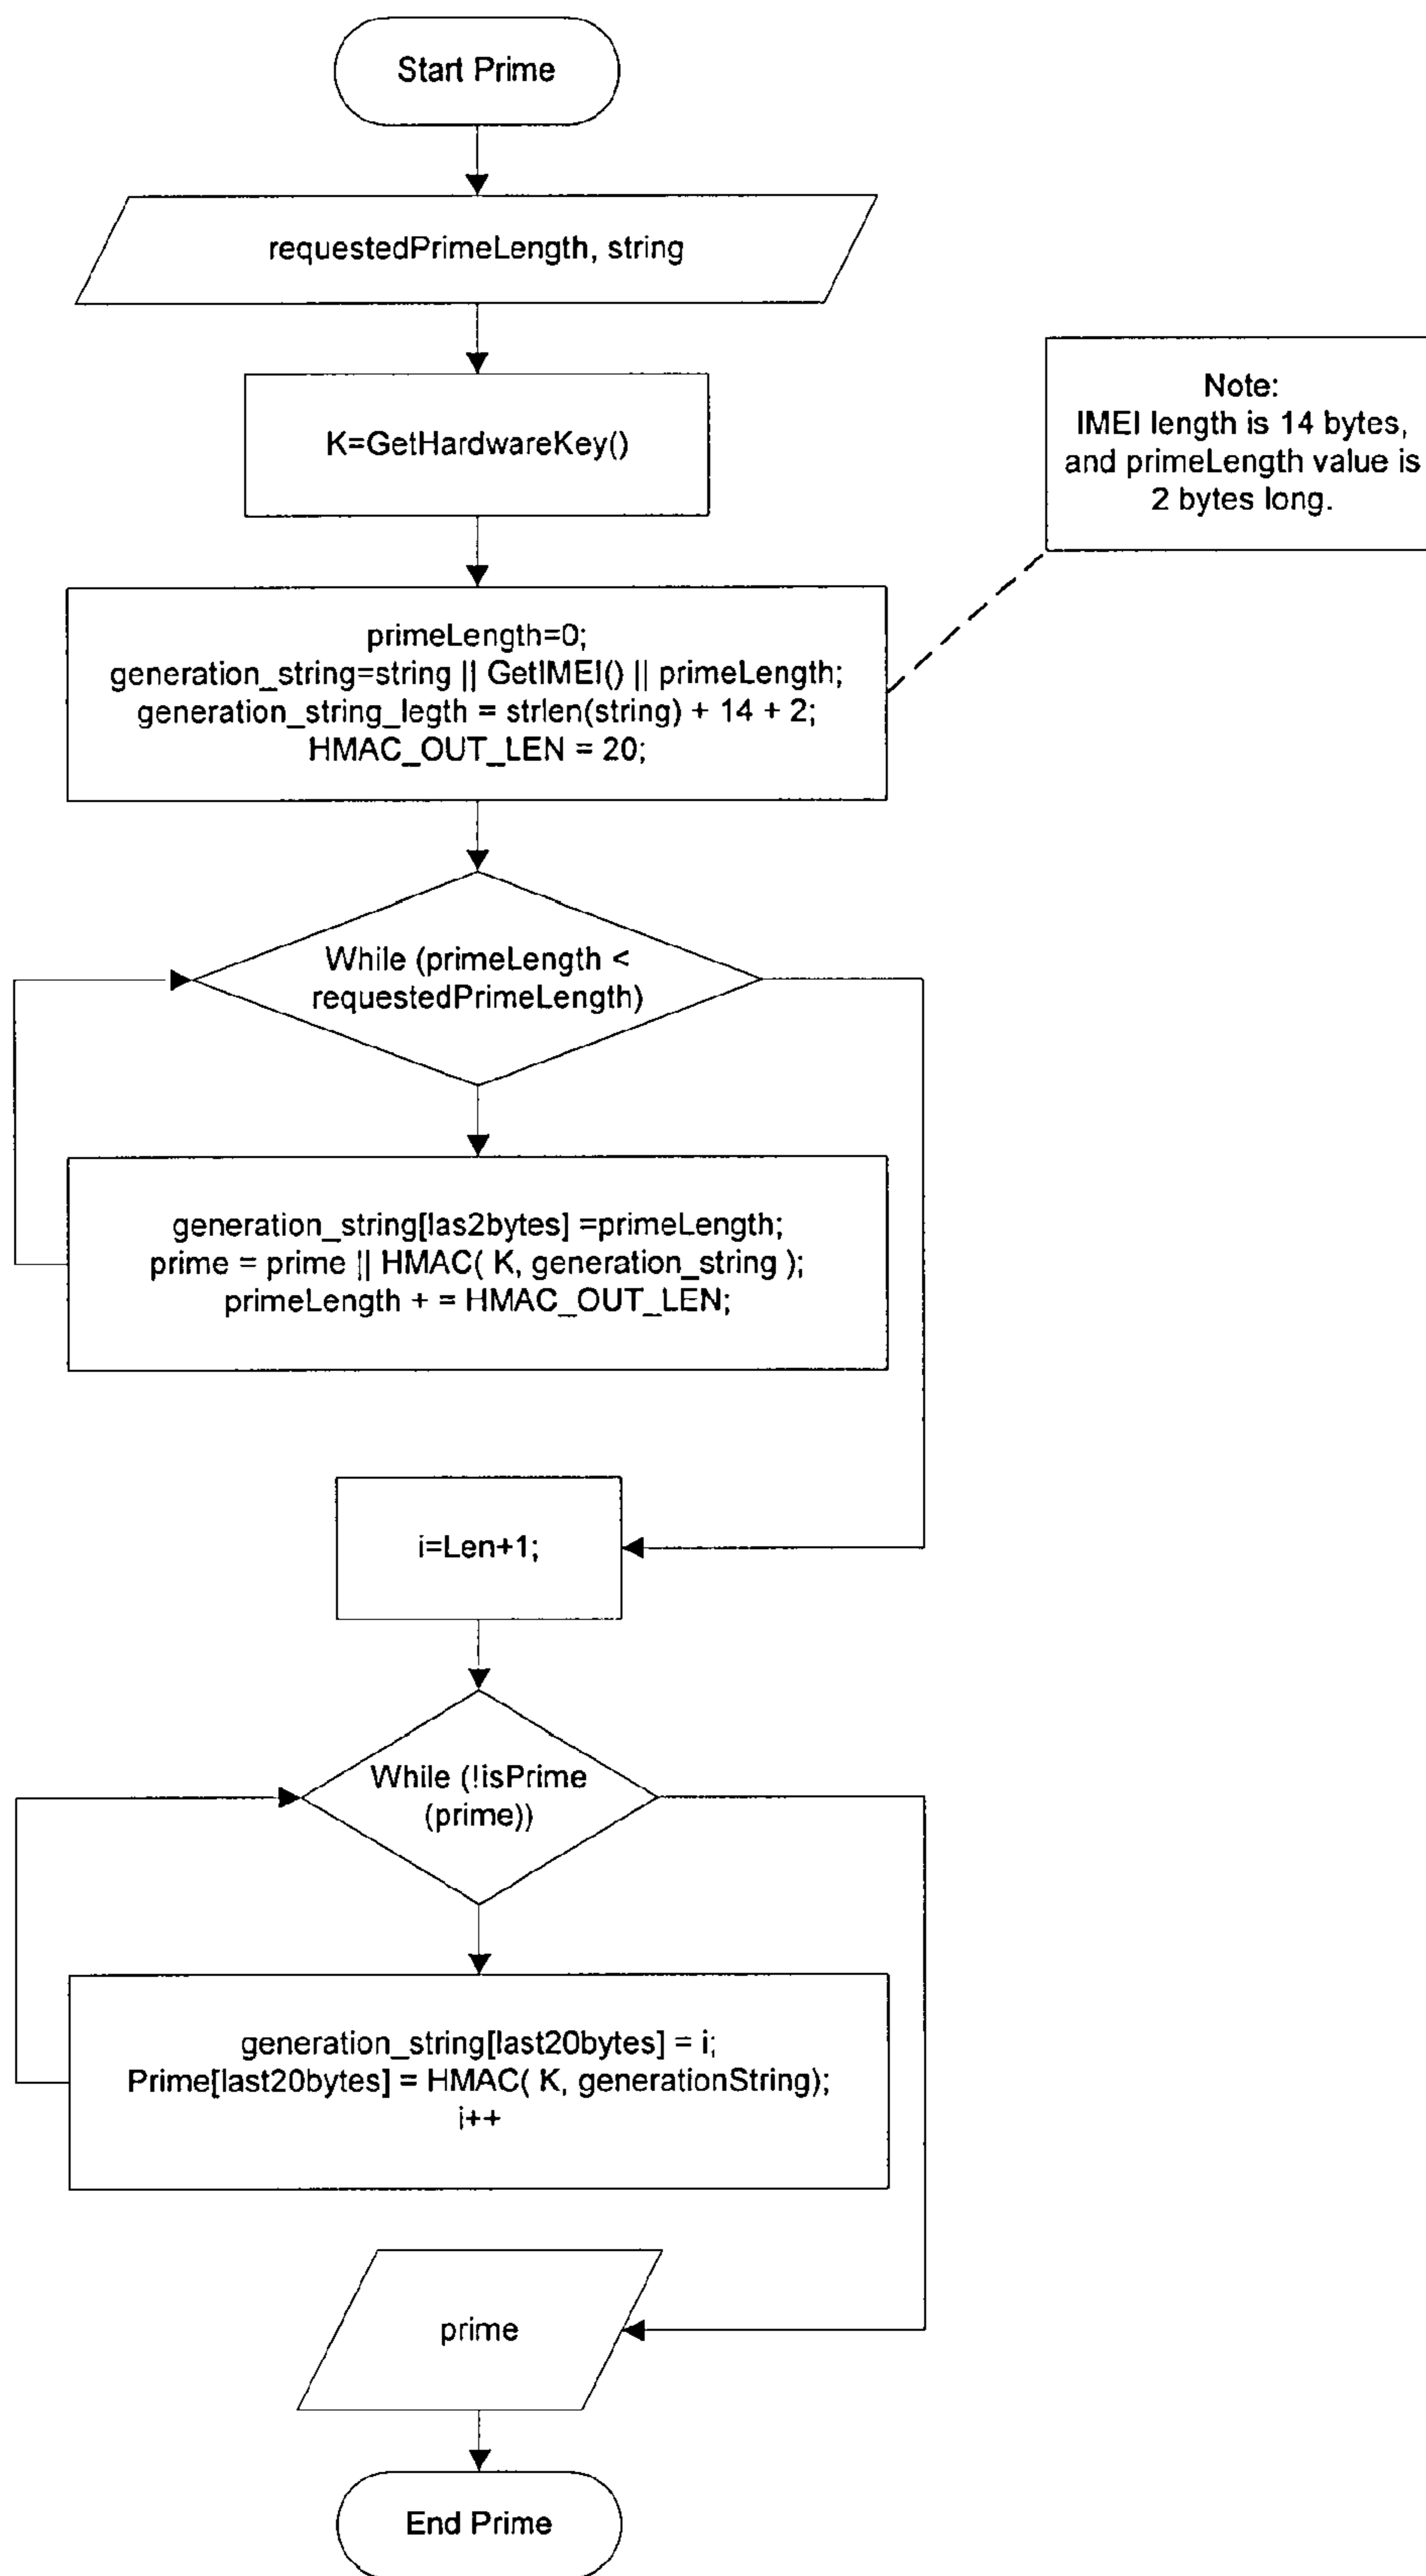 Start Prime
requestedPrimeLength, string
K=GetHardwareKey()
Note:
IMEI length is 14 bytes,
and primeLength value is
2 bytes long.
primeLength=0;
generation_string=string || GetIMEI() || primeLength;
generation_string_legth = strlen(string) + 14 + 2;
HMAC_OUT_LEN = 20;
While (primeLength <
requestedPrimeLength)
generation_string[las2bytes] =primeLength;
prime = prime || HMAC( K, generation_string );
primeLength + = HMAC_OUT_LEN;
i=Len+1;
While (!isPrime
(prime))
generation_string[last20bytes] = i;
Prime[last20bytes] = HMAC( K, generationString);
i++
prime
End Prime